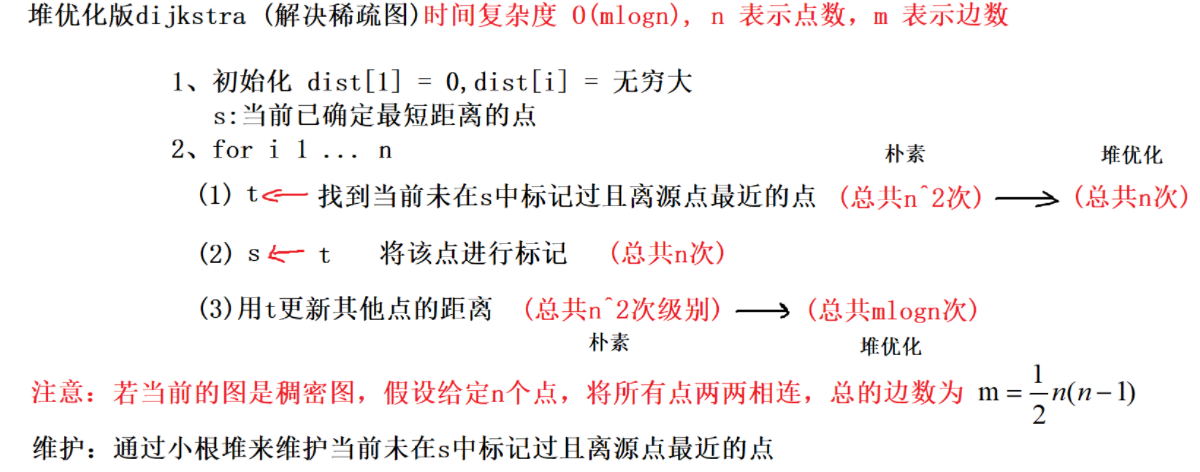 堆优化版dijkstra (解决稀疏图)时间复杂度 O(mlogn), n 表示点数, m 表示边数
1、初始化 dist[1] = 0,dist[i] = 无穷大
s:当前已确定最短距离的点
2、for i 1 ... n
朴素 堆优化
(1) t← 找到当前未在s中标记过且离源点最近的点 (总共n^2次) → (总共n次)
(2) s← t 将该点进行标记 (总共n次)
(3)用t更新其他点的距离 (总共n^2次级别) → (总共mlogn次)
朴素 堆优化
注意: 若当前的图是稠密图, 假设给定n个点, 将所有点两两相连, 总的边数为 m = 1/2 n(n−1)
维护: 通过小根堆来维护当前未在s中标记过且离源点最近的点